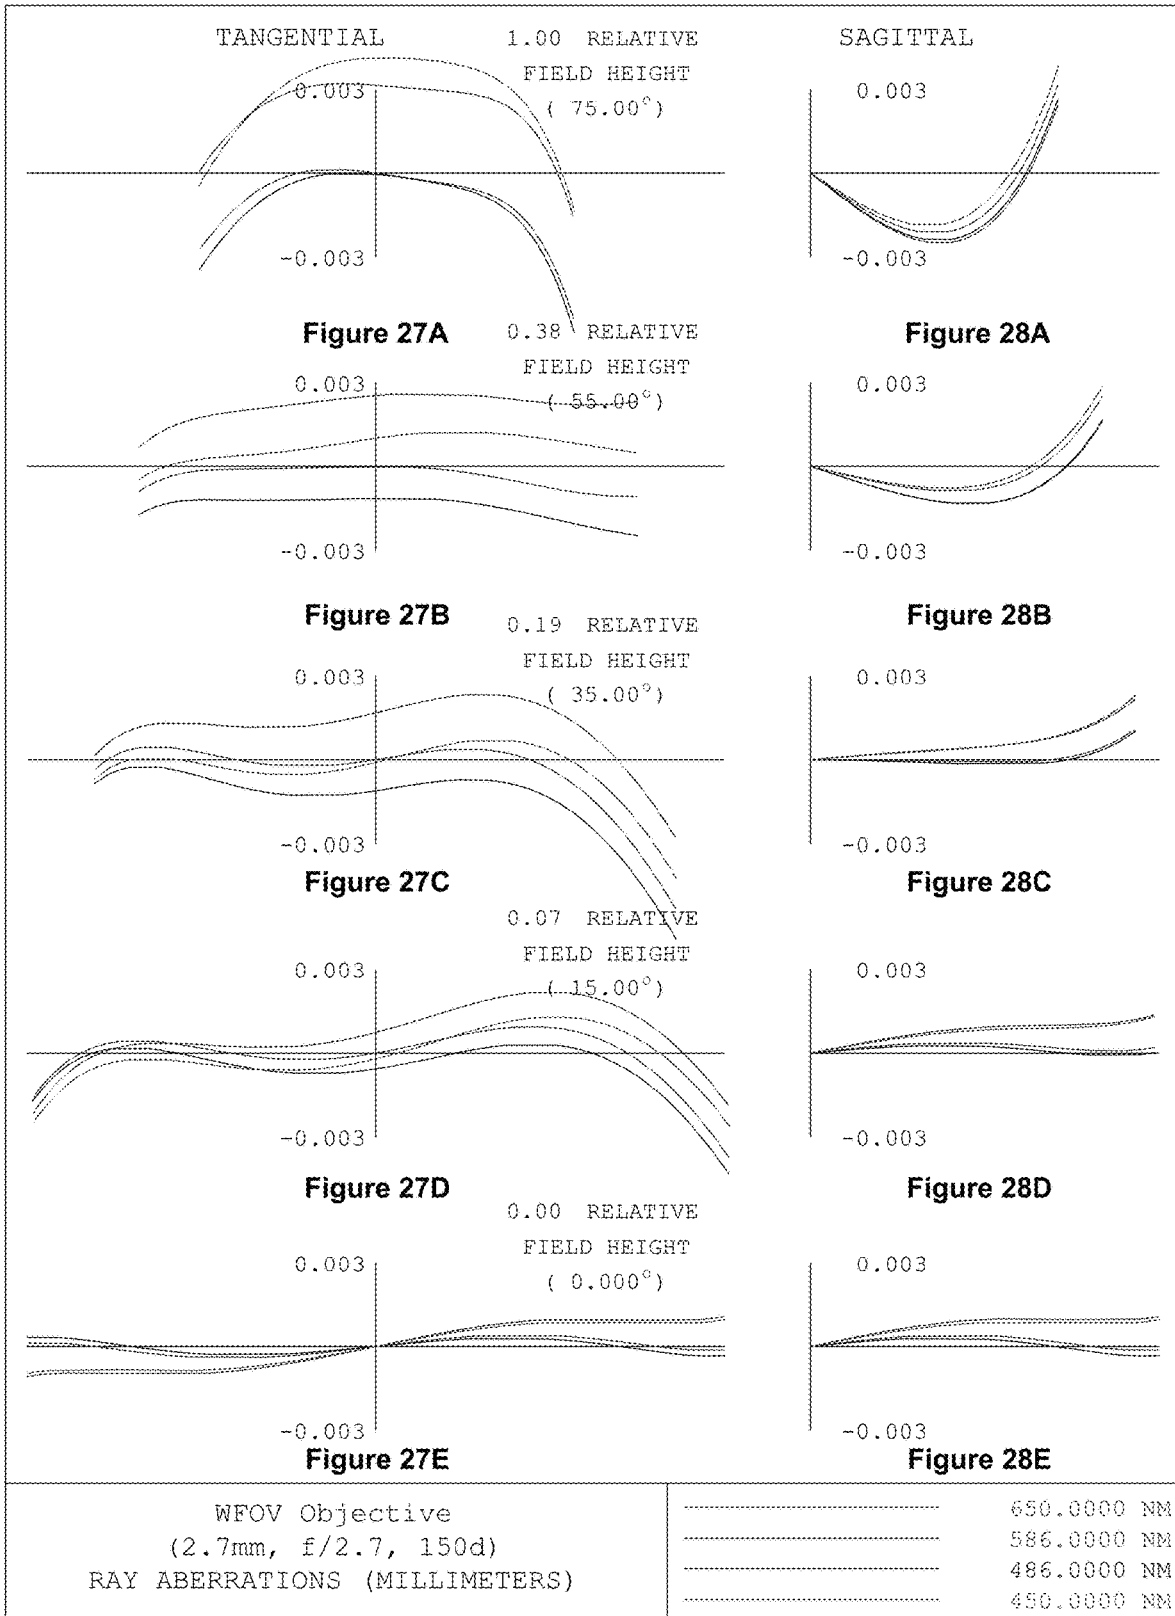 TANGENTIAL 1.00 RELATIVE SAGITTAL
FIELD HEIGHT
( 75.00°)
0.003 0.003
-0.003 -0.003
Figure 27A Figure 28A
0.38 RELATIVE
FIELD HEIGHT
( 55.00°)
0.003 0.003
-0.003 -0.003
Figure 27B Figure 28B
0.19 RELATIVE
FIELD HEIGHT
( 35.00°)
0.003 0.003
-0.003 -0.003
Figure 27C Figure 28C
0.07 RELATIVE
FIELD HEIGHT
( 15.00°)
0.003 0.003
-0.003 -0.003
Figure 27D Figure 28D
0.00 RELATIVE
FIELD HEIGHT
( 0.000°)
0.003 0.003
-0.003 -0.003
Figure 27E Figure 28E
WFOV Objective
(2.7mm, f/2.7, 150d)
RAY ABERRATIONS (MILLIMETERS)
650.0000 NM
586.0000 NM
486.0000 NM
450.0000 NM